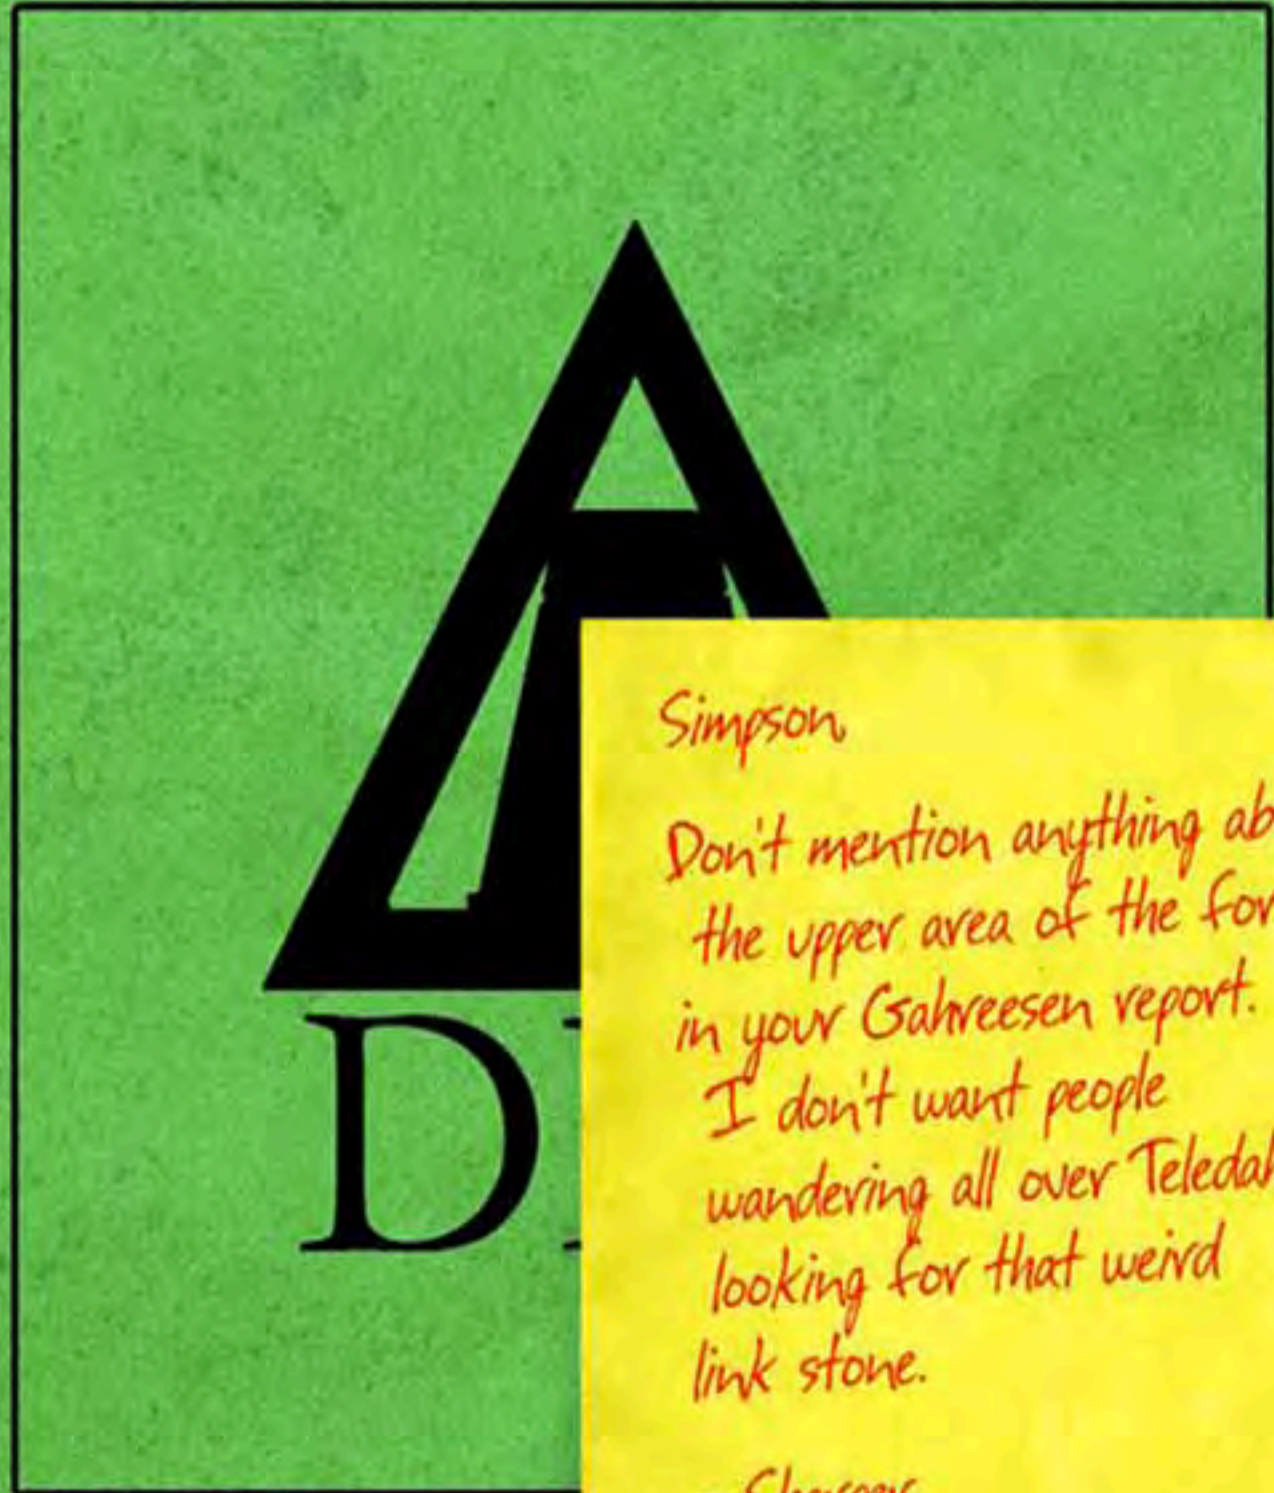 D
Simpson,
Don't mention anything ab
the upper area of the for
in your Gahreesen report.
I don't want people
wandering all over Teledah
looking for that weird
link stone.